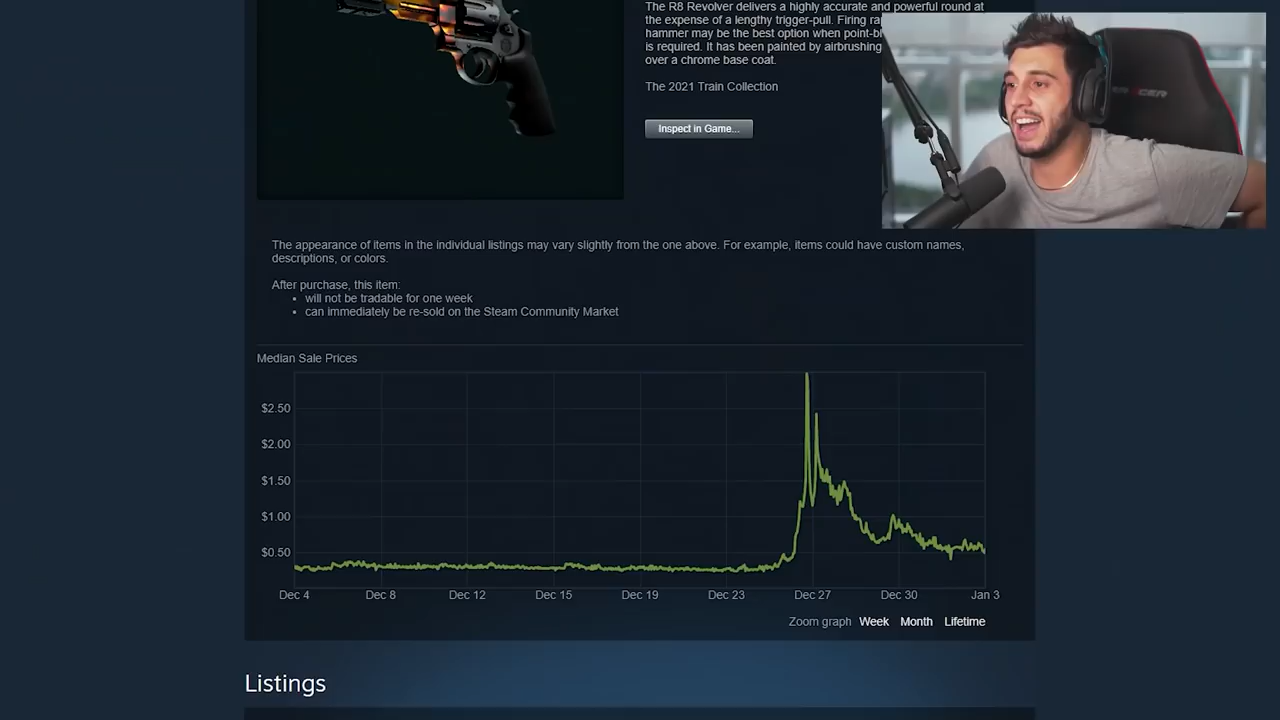 The R8 Revolver delivers a highly accurate and powerful round at
the expense of a lengthy trigger-pull. Firing
hammer may be the best option when
is required. It has been painted by airbrushing
over a chrome base coat.
The 2021 Train Collection
Inspect in Game...
The appearance of items in the individual listings may vary slightly from the one above. For example, items could have custom names,
descriptions, or colors.
After purchase, this item:
• will not be tradable for one week
• can immediately be re-sold on the Steam Community Market
Median Sale Prices
$2.50
$2.00
$1.50
$1.00
$0.50
Dec 4 Dec 8 Dec 12 Dec 15 Dec 19 Dec 23 Dec 27 Dec 30 Jan 3
Zoom graph Week Month Lifetime
Listings